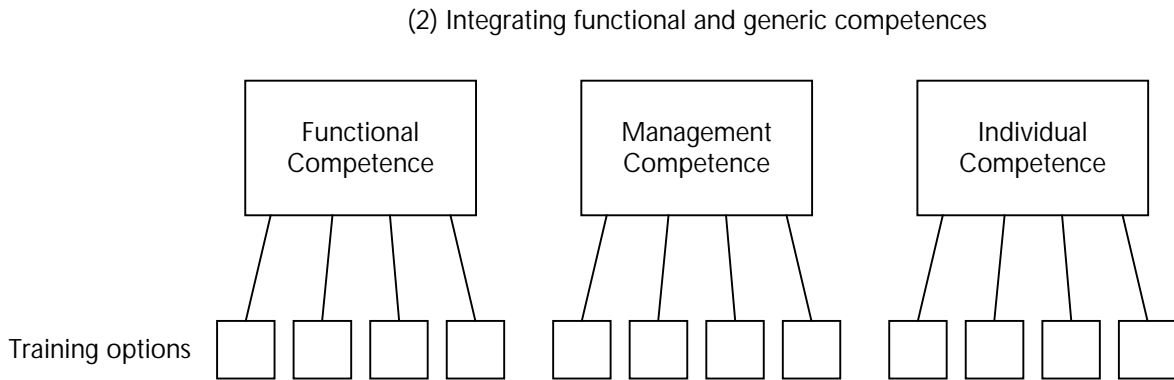 (2) Integrating functional and generic competences
Functional
Competence
Management
Competence
Individual
Competence
Training options